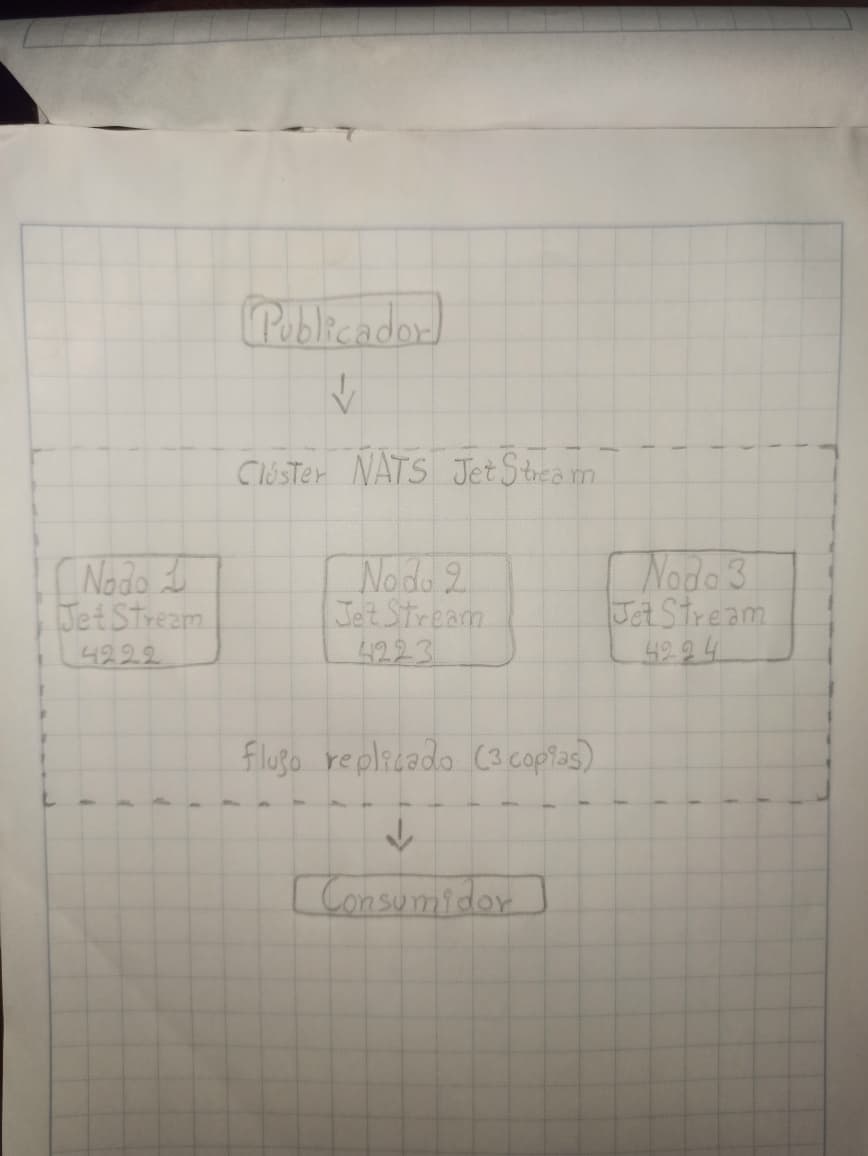 Publicador
Clúster NATS JetStream
Nodo 1
JetStream
4222
Nodo 2
JetStream
4223
Nodo 3
JetStream
4224
flujo replicado (3 copias)
Consumidor